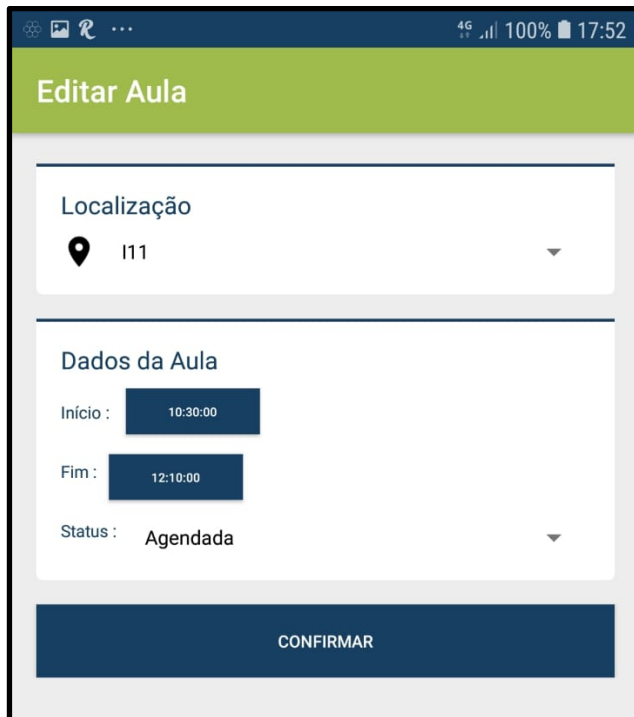 4G 100% 17:52
Editar Aula
Localização
I11
Dados da Aula
Início : 10:30:00
Fim : 12:10:00
Status : Agendada
CONFIRMAR